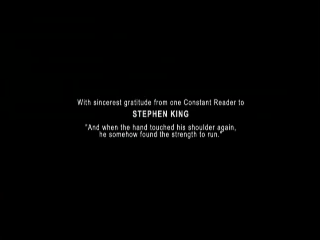 With sincerest gratitude from one Constant Reader to
STEPHEN KING
"And when the hand touched his shoulder again,
he somehow found the strength to run."